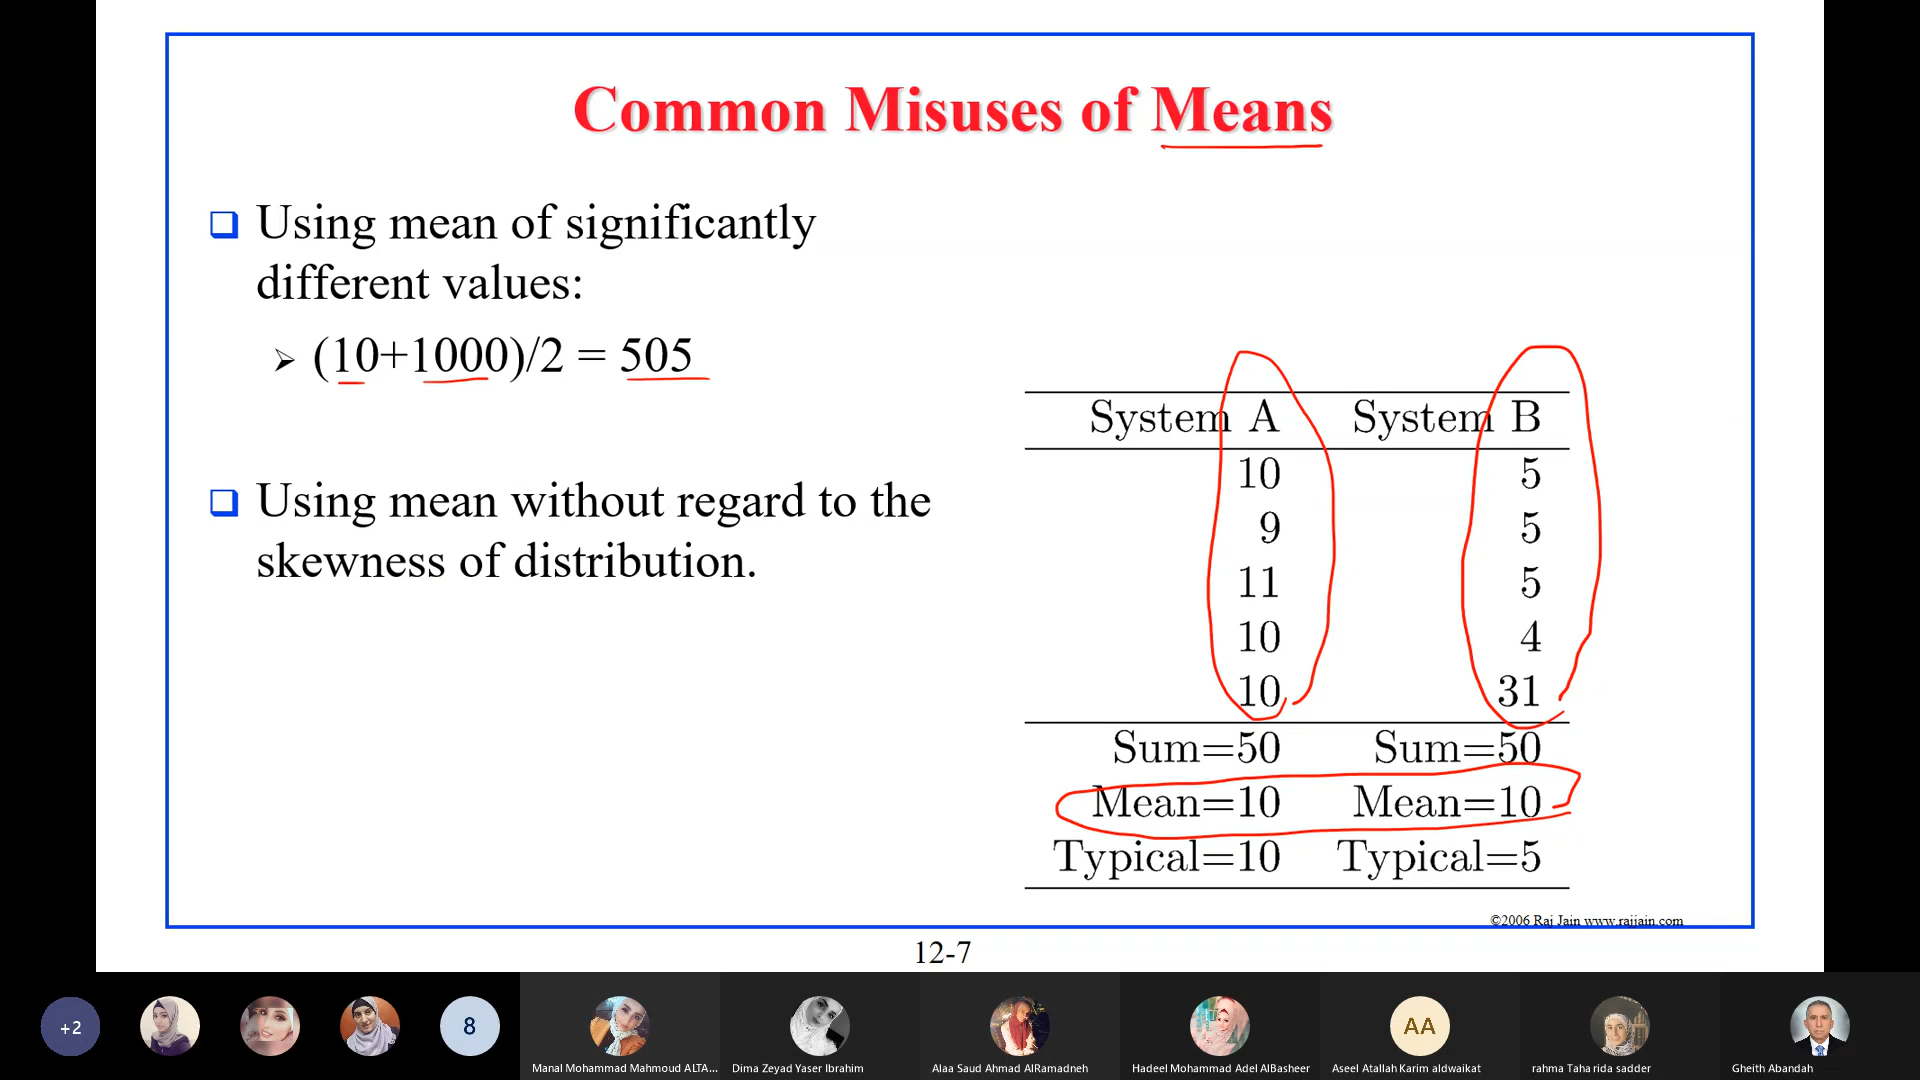 Common Misuses of Means
❑ Using mean of significantly
different values:
➢ (10+1000)/2 = 505
❑ Using mean without regard to the
skewness of distribution.
System A System B
10 5
9 5
11 5
10 4
10 31
Sum=50 Sum=50
Mean=10 Mean=10
Typical=10 Typical=5
©2006 Raj Jain www.rajjain.com
12-7
+2
8
AA
Manal Mohammad Mahmoud ALTA...
Dima Zeyad Yaser Ibrahim
Alaa Saud Ahmad AlRamadneh
Hadeel Mohammad Adel AlBasheer
Aseel Atallah Karim aldwaikat
rahma Taha rida sadder
Gheith Abandah